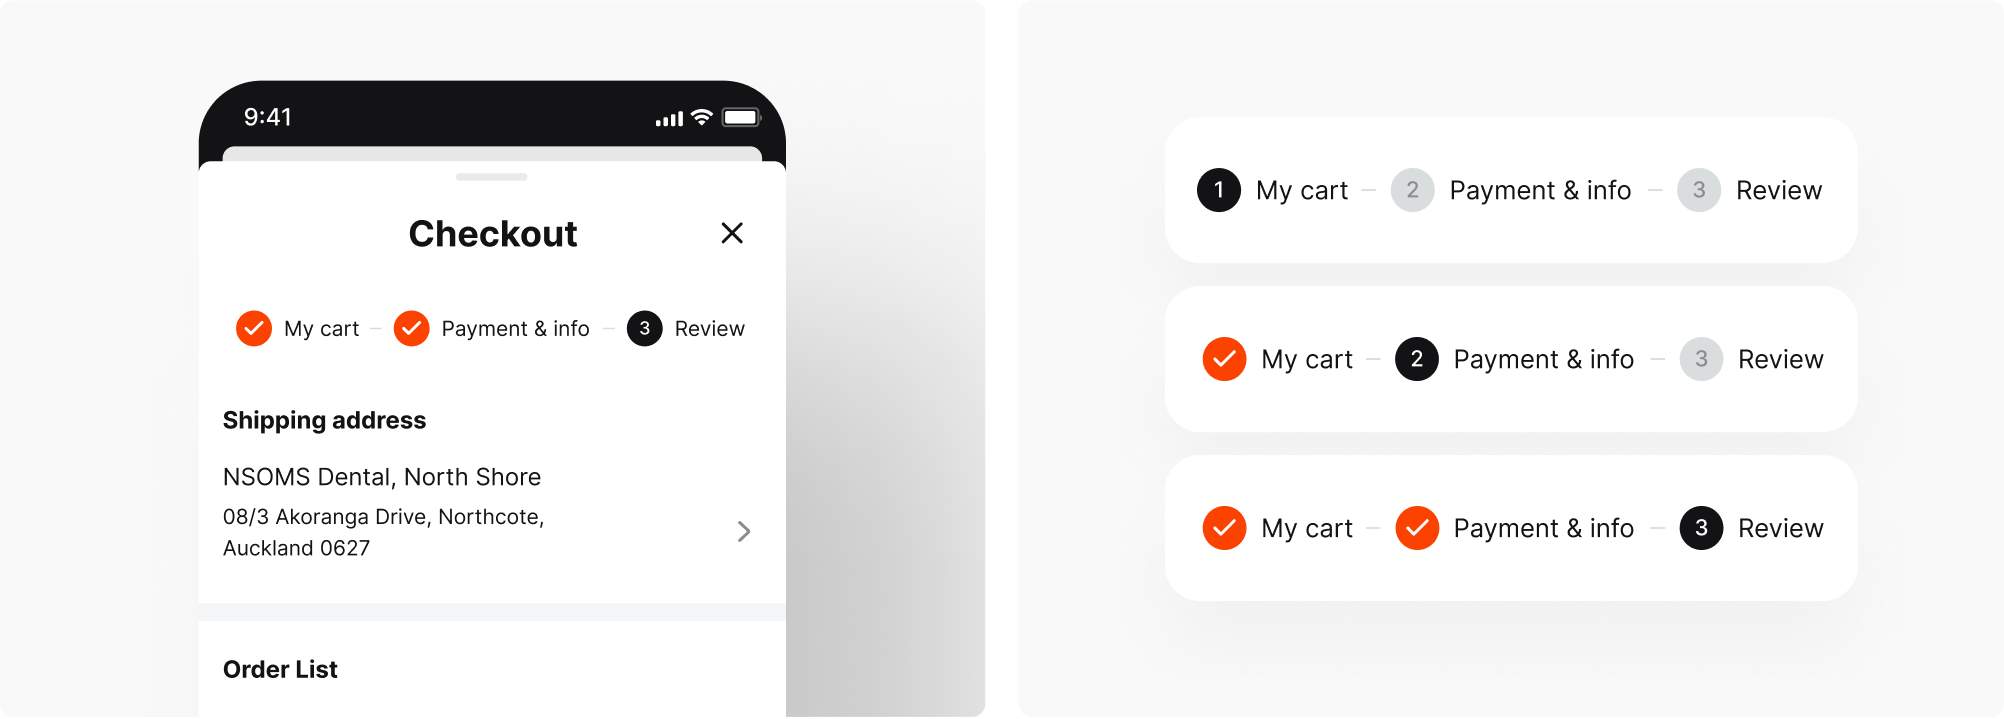 9:41
Checkout
My cart Payment & info 3 Review
Shipping address
NSOMS Dental, North Shore
08/3 Akoranga Drive, Northcote,
Auckland 0627
Order List
1 My cart 2 Payment & info 3 Review
My cart 2 Payment & info 3 Review
My cart Payment & info 3 Review